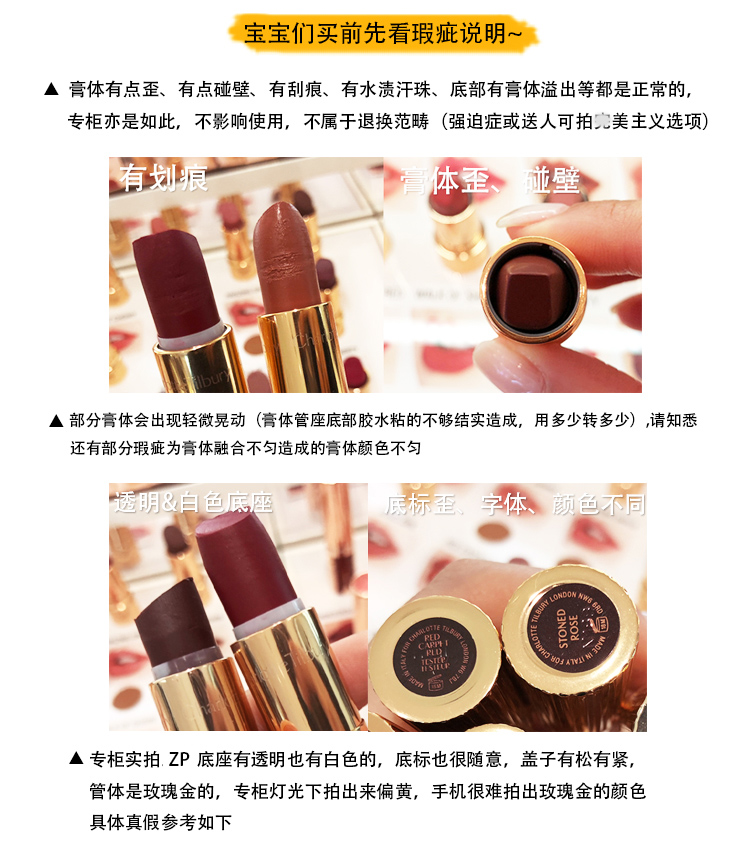 宝宝们买前先看瑕疵说明~
▲ 膏体有点歪、有点碰壁、有刮痕、有水渍汗珠、底部有膏体溢出等都是正常的，
专柜亦是如此，不影响使用，不属于退换范畴（强迫症或送人可拍完美主义选项）
有划痕
膏体歪、碰壁
▲ 部分膏体会出现轻微晃动（膏体管座底部胶水粘的不够结实造成，用多少转多少）,请知悉
还有部分瑕疵为膏体融合不匀造成的膏体颜色不匀
透明&白色底座
底标歪、字体、颜色不同
RED
CARPET
RED
TESTER
MADE IN ITALY FOR CHARLOTTE TILBURY LONDON
STONED
ROSE
MADE IN ITALY FOR CHARLOTTE TILBURY LONDON NW6 6RD
▲ 专柜实拍 ZP 底座有透明也有白色的，底标也很随意，盖子有松有紧，
管体是玫瑰金的，专柜灯光下拍出来偏黄，手机很难拍出玫瑰金的颜色
具体真假参考如下